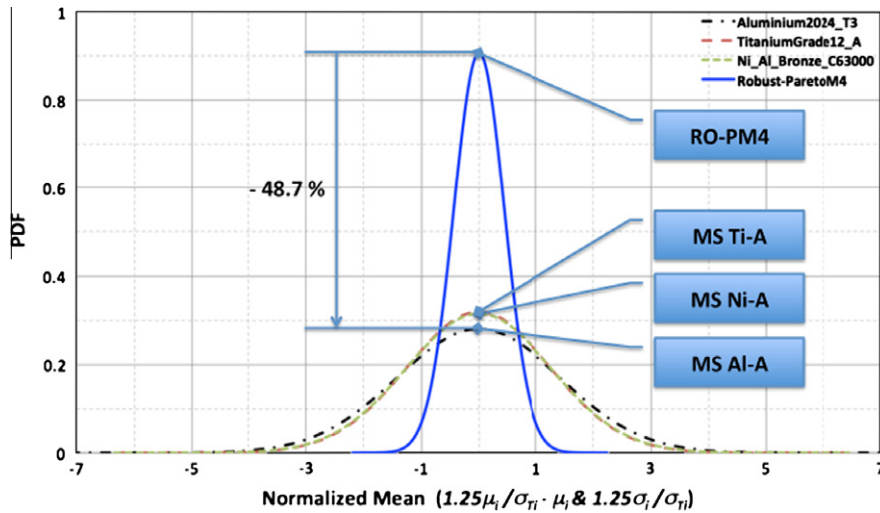 Aluminium2024_T3
TitaniumGrade12_A
Ni_Al_Bronze_C63000
Robust-ParetoM4
1
0.8
0.6
0.4
0.2
0
PDF
- 48.7 %
RO-PM4
MS Ti-A
MS Ni-A
MS Al-A
-7 -5 -3 -1 1 3 5 7
Normalized Mean (1.25μi/σTi · μi & 1.25σi/σTi)